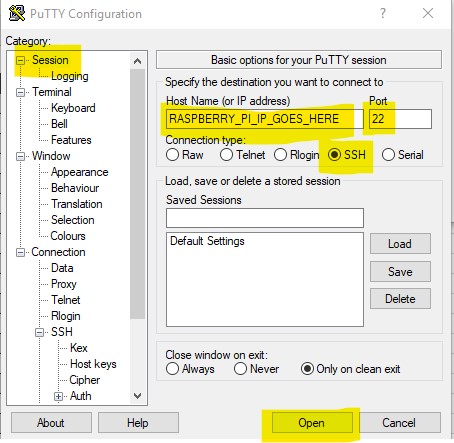 PuTTY Configuration
?
Category:
Session
Logging
Terminal
Keyboard
Bell
Features
Window
Appearance
Behaviour
Translation
Selection
Colours
Connection
Data
Proxy
Telnet
Rlogin
SSH
Kex
Host keys
Cipher
Auth
Basic options for your PuTTY session
Specify the destination you want to connect to
Host Name (or IP address) Port
RASPBERRY_PI_IP_GOES_HERE 22
Connection type:
Raw Telnet Rlogin SSH Serial
Load, save or delete a stored session
Saved Sessions
Default Settings
Load
Save
Delete
Close window on exit:
Always Never Only on clean exit
About Help Open Cancel